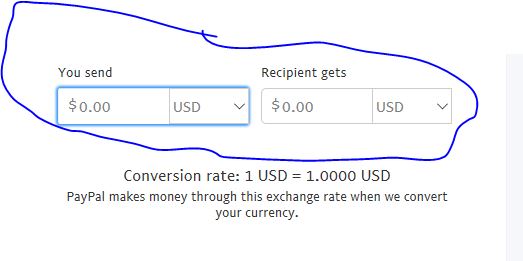 You send Recipient gets
$0.00 USD $0.00 USD
Conversion rate: 1 USD = 1.0000 USD
PayPal makes money through this exchange rate when we convert
your currency.